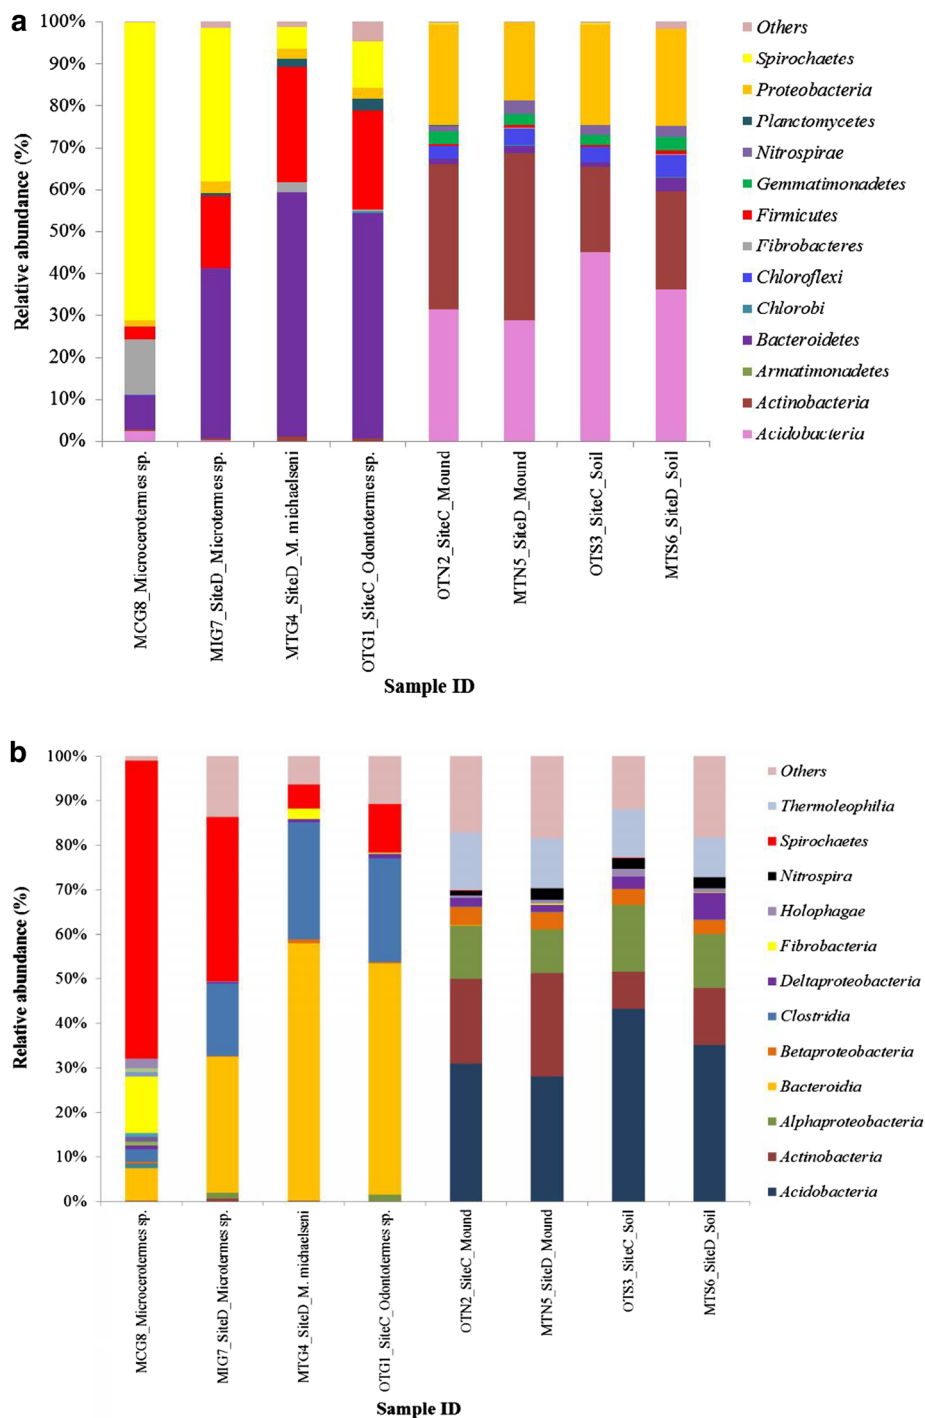 a
100%
90%
80%
70%
60%
50%
40%
30%
20%
10%
0%
Relative abundance (%)
Others
Spirochaetes
Proteobacteria
Planctomycetes
Nitrospirae
Gemmatimonadetes
Firmicutes
Fibrobacteres
Chloroflexi
Chlorobi
Bacteroidetes
Armatimonadetes
Actinobacteria
Acidobacteria
MCG8_Microcerotermes sp.
MIG7_SiteD_Microtermes sp.
MTG4_SiteD_M. michaelseni
OTG1_SiteC_Odontotermes sp.
OTN2_SiteC_Mound
MTN5_SiteD_Mound
OTS3_SiteC_Soil
MTS6_SiteD_Soil
Sample ID
b
100%
90%
80%
70%
60%
50%
40%
30%
20%
10%
0%
Relative abundance (%)
Others
Thermoleophilia
Spirochaetes
Nitrospira
Holophagae
Fibrobacteria
Deltaproteobacteria
Clostridia
Betaproteobacteria
Bacteroidia
Alphaproteobacteria
Actinobacteria
Acidobacteria
MCG8_Microcerotermes sp.
MIG7_SiteD_Microtermes sp.
MTG4_SiteD_M. michaelseni
OTG1_SiteC_Odontotermes sp.
OTN2_SiteC_Mound
MTN5_SiteD_Mound
OTS3_SiteC_Soil
MTS6_SiteD_Soil
Sample ID